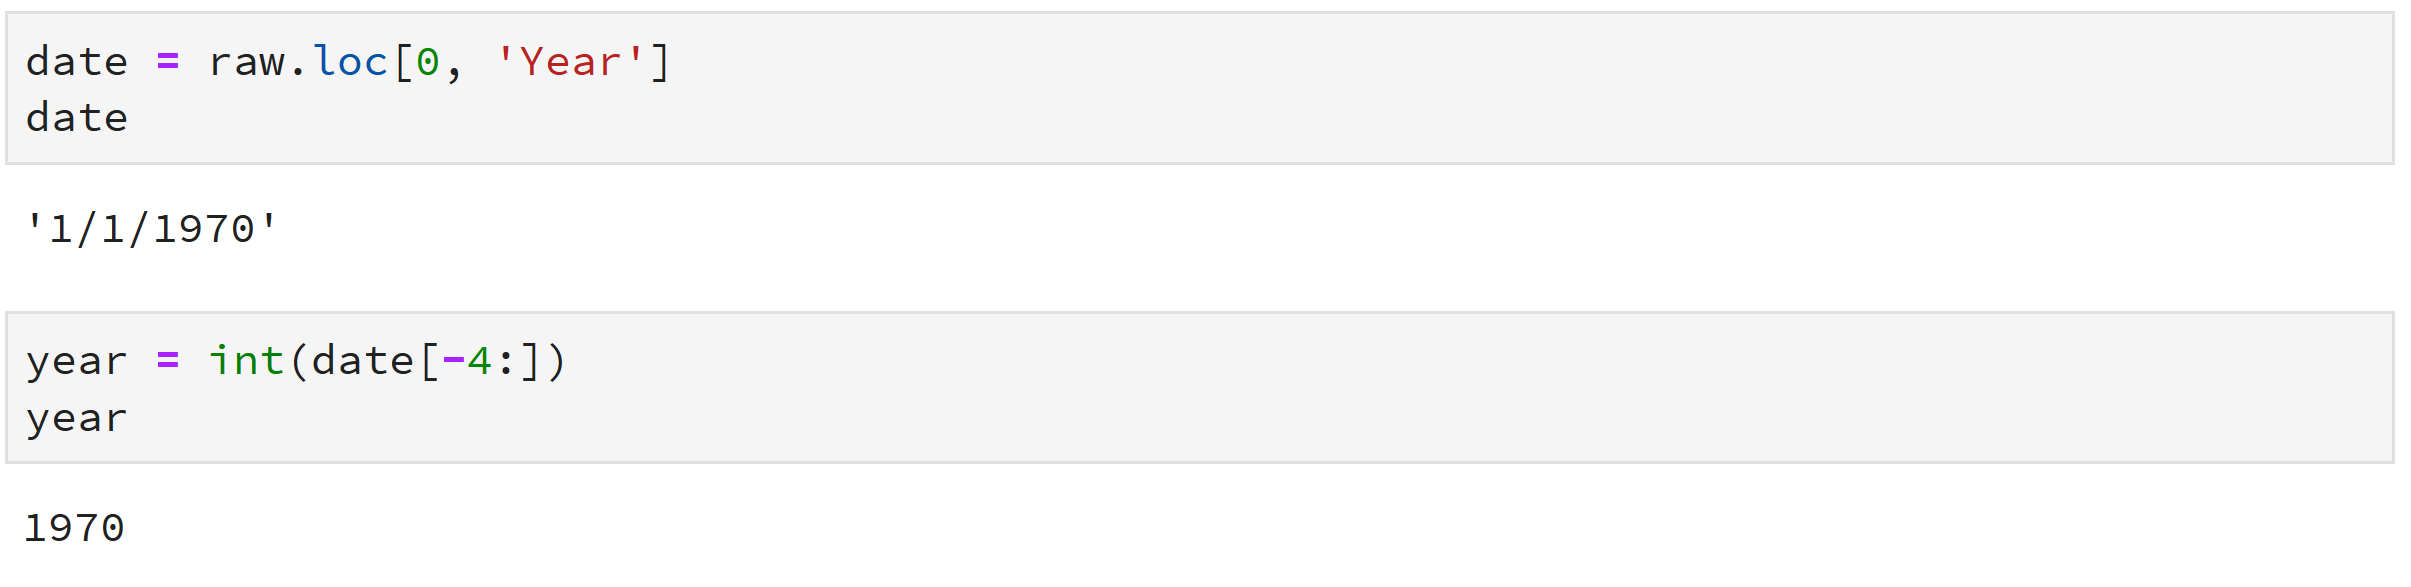 date = raw.loc[0, 'Year']
date
'1/1/1970'
year = int(date[-4:])
year
1970